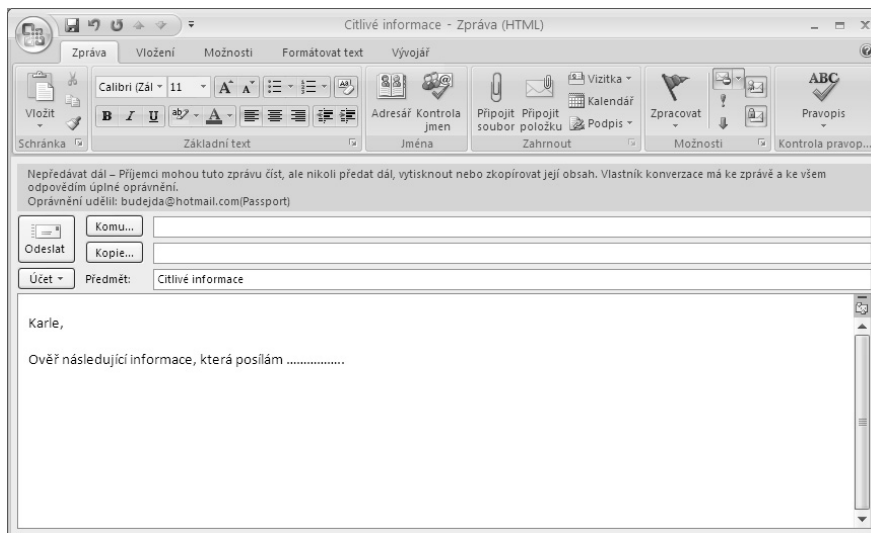 Citlivé informace - Zpráva (HTML)
Zpráva Vložení Možnosti Formátovat text Vývojář
Calibri (Zál 11 A A Aa
Vložit
B I U ab A
Adresář Kontrola jmen
Připojit soubor Připojit položku
Vizitka
Kalendář
Podpis
Zpracovat
ABC
Pravopis
Schránka Základní text Jména Zahrnout Možnosti Kontrola pravop...
Nepředávat dál – Příjemci mohou tuto zprávu číst, ale nikoli předat dál, vytisknout nebo zkopírovat její obsah. Vlastník konverzace má ke zprávě a ke všem
odpovědím úplné oprávnění.
Oprávnění udělil: budejda@hotmail.com(Passport)
Odeslat
Komu...
Kopie...
Účet Předmět: Citlivé informace
Karle,
Ověř následující informace, která posílám .................